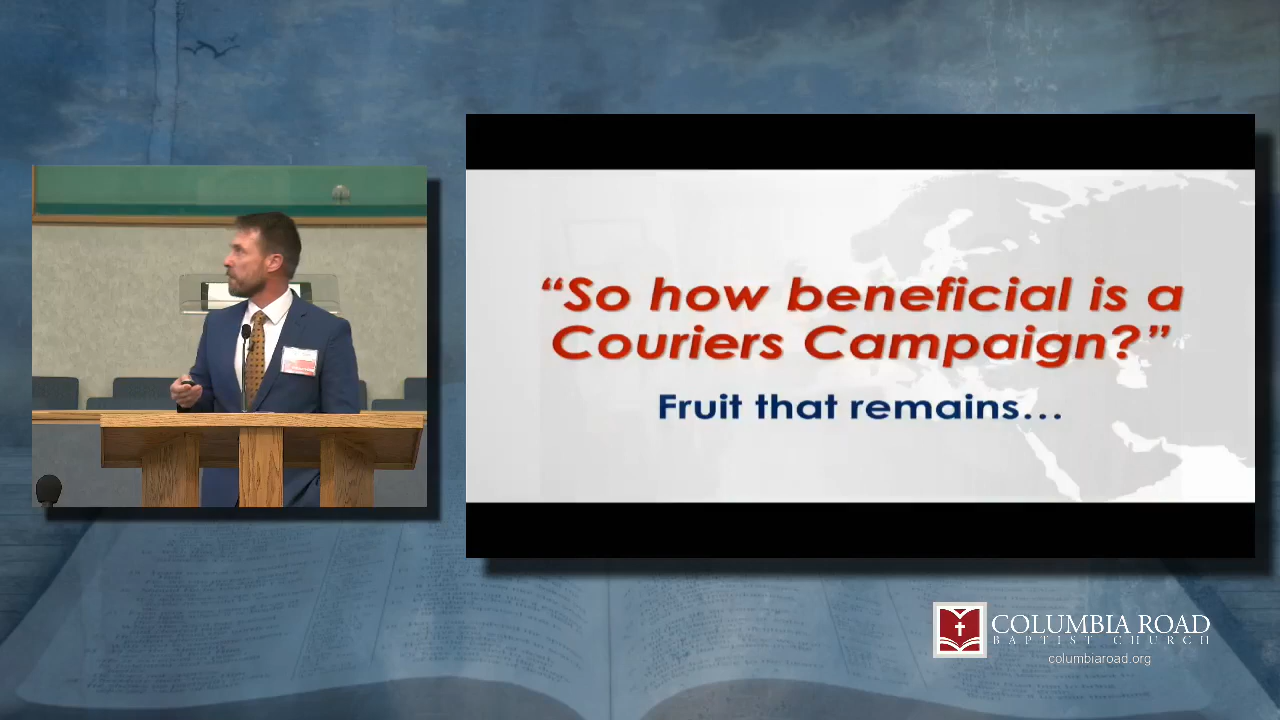 “So how beneficial is a
Couriers Campaign?”
Fruit that remains...
COLUMBIA ROAD
BAPTIST CHURCH
columbiaroad.org